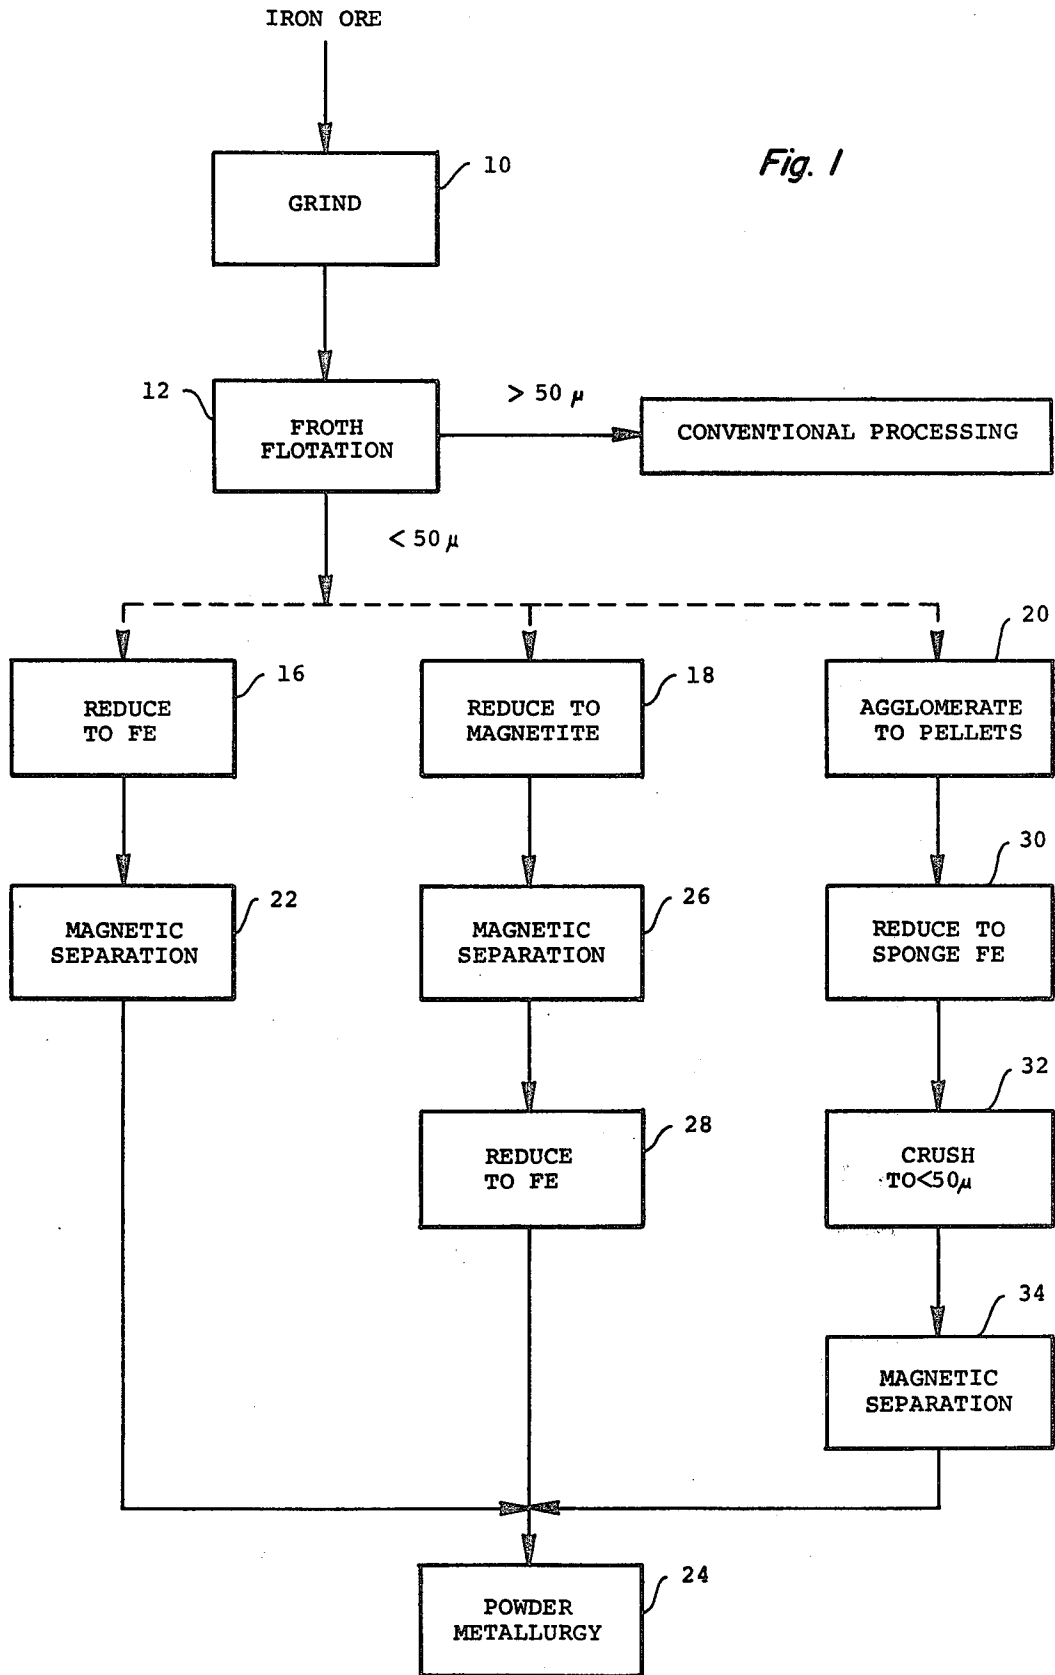 IRON ORE
Fig. 1
10
GRIND
12
> 50 μ
FROTH
FLOTATION
CONVENTIONAL PROCESSING
< 50 μ
16
REDUCE
TO FE
18
REDUCE TO
MAGNETITE
20
AGGLOMERATE
TO PELLETS
22
MAGNETIC
SEPARATION
26
MAGNETIC
SEPARATION
30
REDUCE TO
SPONGE FE
28
REDUCE
TO FE
32
CRUSH
TO<50μ
34
MAGNETIC
SEPARATION
24
POWDER
METALLURGY